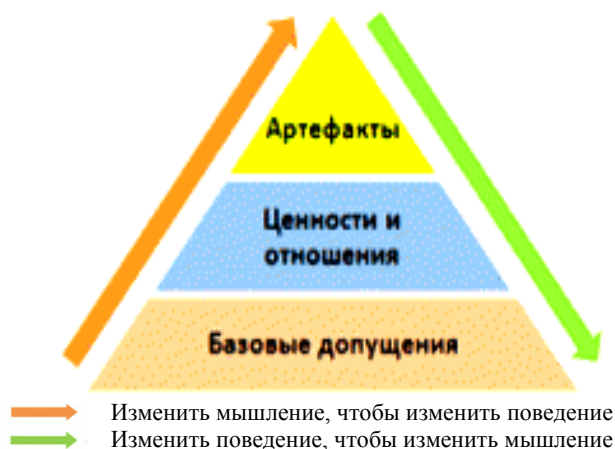 Артефакты
Ценности и
отношения
Базовые допущения
Изменить мышление, чтобы изменить поведение
Изменить поведение, чтобы изменить мышление